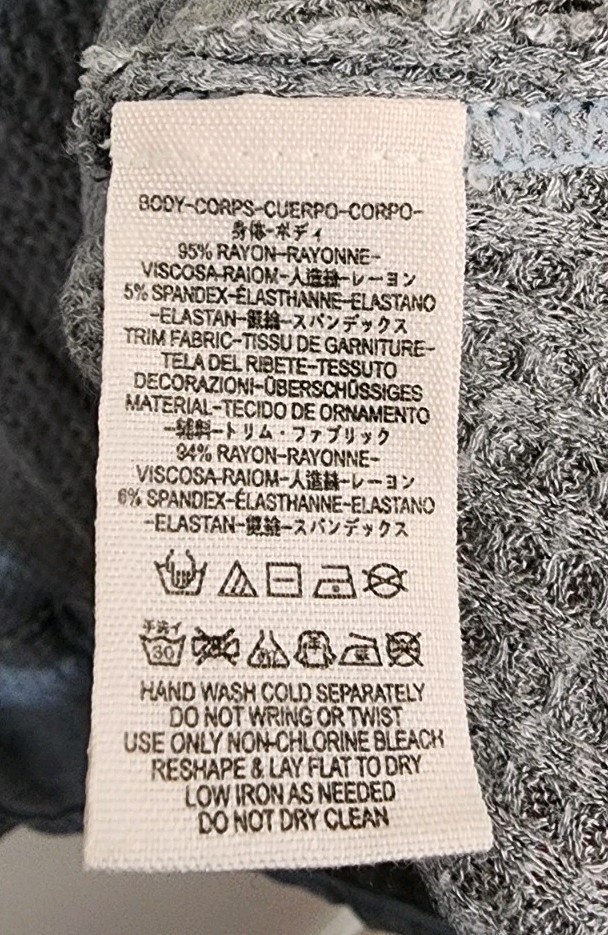 BODY-CORPS-CUERPO-CORPO-
身体-ボディ
95% RAYON-RAYONNE-
VISCOSA-RAIOM-人造絲-レーヨン
5% SPANDEX-ÉLASTHANNE-ELASTANO
-ELASTAN-氨綸-スパンデックス
TRIM FABRIC-TISSU DE GARNITURE-
TELA DEL RIBETE-TESSUTO
DECORAZIONI-ÜBERSCHÜSSIGES
MATERIAL-TECIDO DE ORNAMENTO
-輔料-トリム・ファブリック
94% RAYON-RAYONNE-
VISCOSA-RAIOM-人造絲-レーヨン
6% SPANDEX-ÉLASTHANNE-ELASTANO
-ELASTAN-氨綸-スパンデックス
手洗イ
30
HAND WASH COLD SEPARATELY
DO NOT WRING OR TWIST
USE ONLY NON-CHLORINE BLEACH
RESHAPE & LAY FLAT TO DRY
LOW IRON AS NEEDED
DO NOT DRY CLEAN